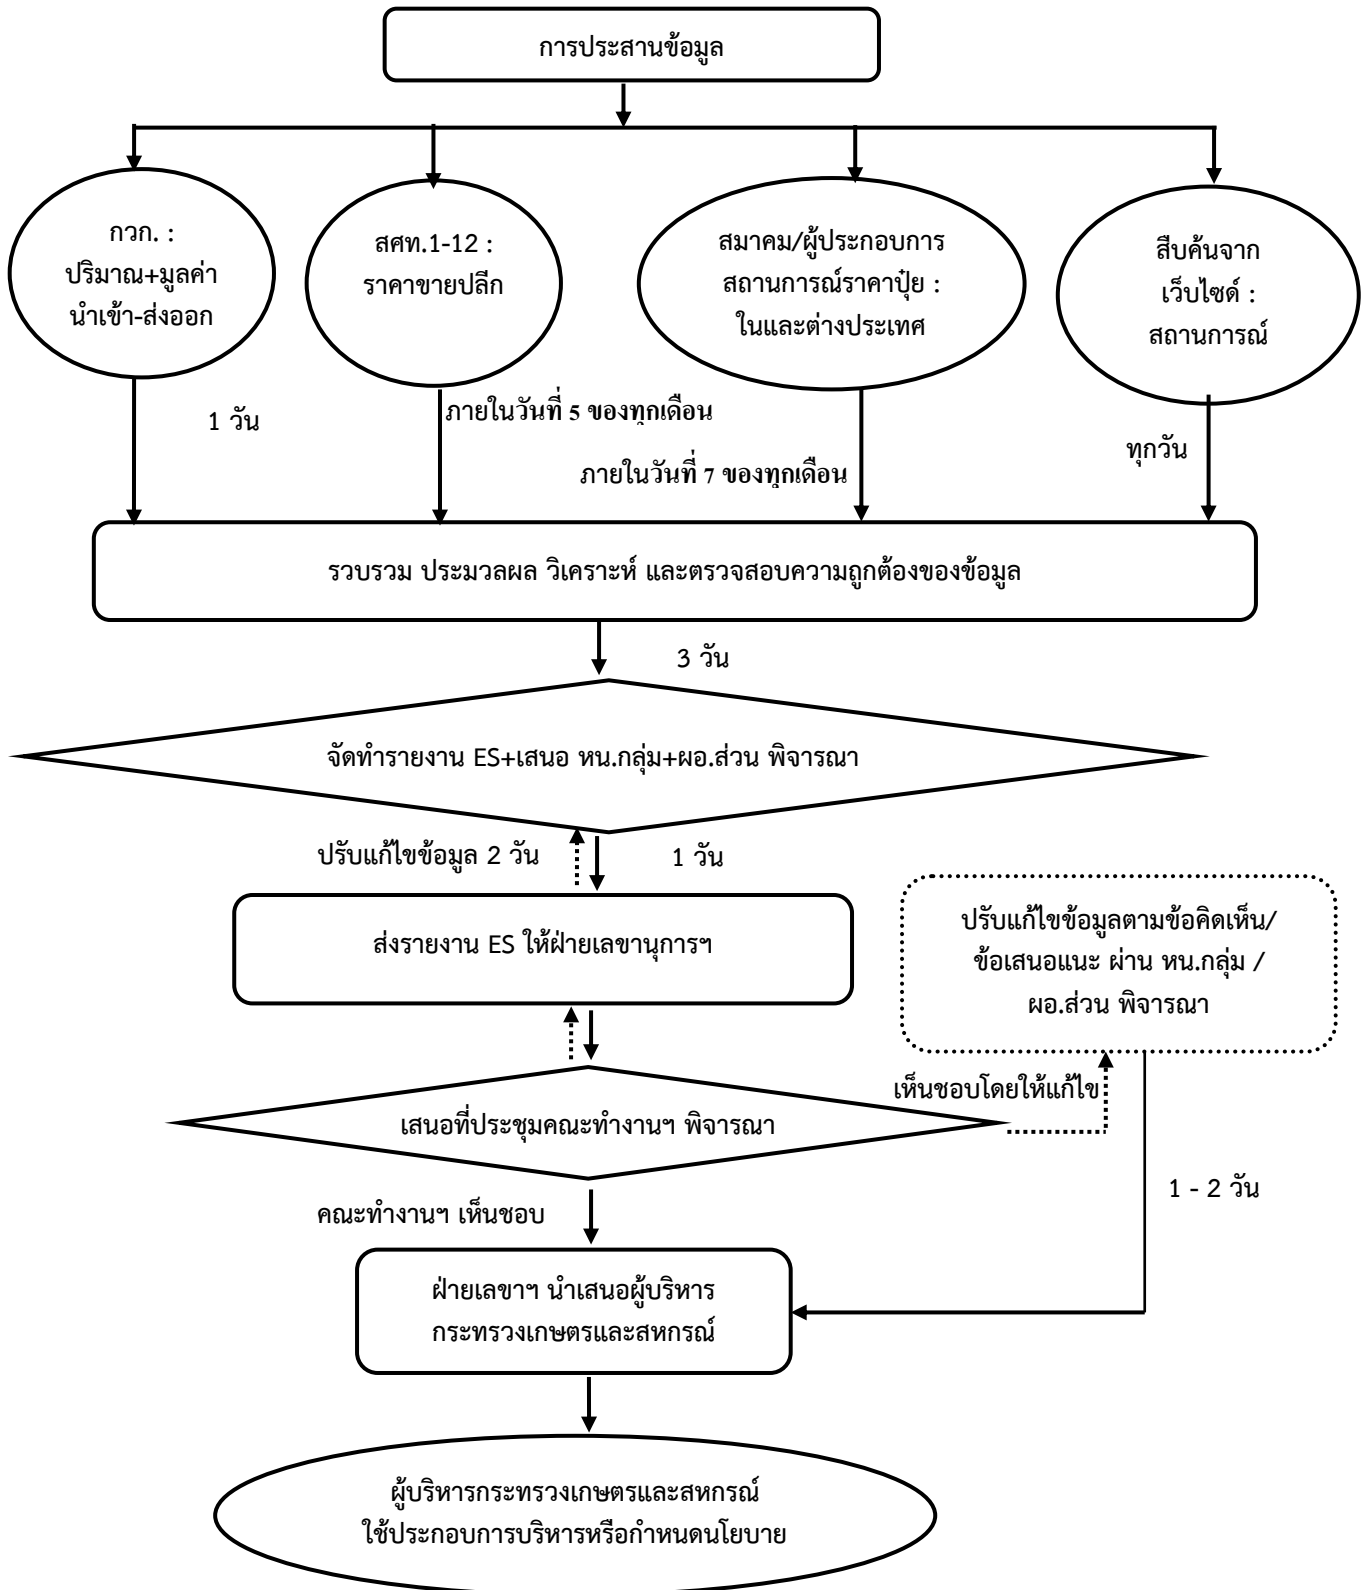 การประสานข้อมูล
กวก. :
ปริมาณ+มูลค่า
นำเข้า-ส่งออก
สศท.1-12 :
ราคาขายปลีก
สมาคม/ผู้ประกอบการ
สถานการณ์ราคาปุ๋ย :
ในและต่างประเทศ
สืบค้นจาก
เว็บไซด์ :
สถานการณ์
1 วัน
ภายในวันที่ 5 ของทุกเดือน
ภายในวันที่ 7 ของทุกเดือน
ทุกวัน
รวบรวม ประมวลผล วิเคราะห์ และตรวจสอบความถูกต้องของข้อมูล
3 วัน
จัดทำรายงาน ES+เสนอ หน.กลุ่ม+ผอ.ส่วน พิจารณา
ปรับแก้ไขข้อมูล 2 วัน
1 วัน
ส่งรายงาน ES ให้ฝ่ายเลขานุการฯ
ปรับแก้ไขข้อมูลตามข้อคิดเห็น/
ข้อเสนอแนะ ผ่าน หน.กลุ่ม /
ผอ.ส่วน พิจารณา
เห็นชอบโดยให้แก้ไข
เสนอที่ประชุมคณะทำงานฯ พิจารณา
1 - 2 วัน
คณะทำงานฯ เห็นชอบ
ฝ่ายเลขาฯ นำเสนอผู้บริหาร
กระทรวงเกษตรและสหกรณ์
ผู้บริหารกระทรวงเกษตรและสหกรณ์
ใช้ประกอบการบริหารหรือกำหนดนโยบาย